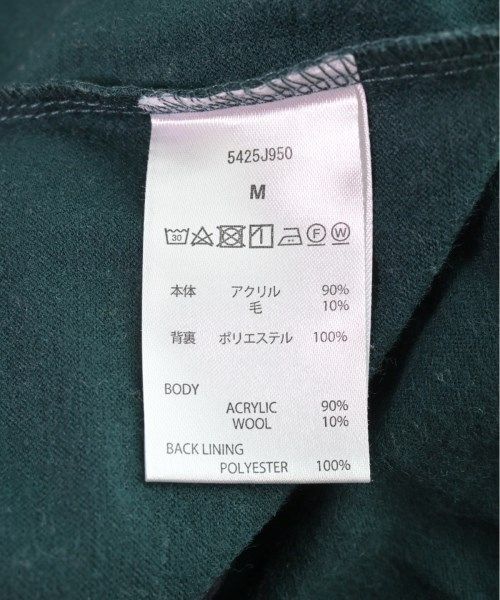 5425J950
M
30 F W
本体 アクリル 90%
毛 10%
背裏 ポリエステル 100%
BODY
ACRYLIC 90%
WOOL 10%
BACK LINING
POLYESTER 100%